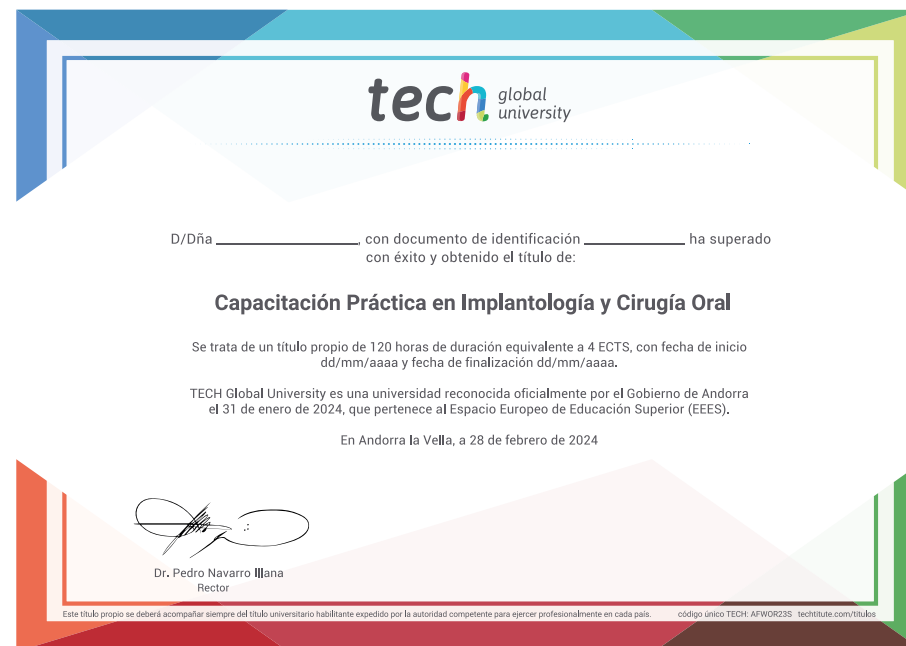 tech global university
D/Dña ______________, con documento de identificación __________ ha superado
con éxito y obtenido el título de:
Capacitación Práctica en Implantología y Cirugía Oral
Se trata de un título propio de 120 horas de duración equivalente a 4 ECTS, con fecha de inicio
dd/mm/aaaa y fecha de finalización dd/mm/aaaa.
TECH Global University es una universidad reconocida oficialmente por el Gobierno de Andorra
el 31 de enero de 2024, que pertenece al Espacio Europeo de Educación Superior (EEES).
En Andorra la Vella, a 28 de febrero de 2024
Dr. Pedro Navarro Illana
Rector
Este título propio se deberá acompañar siempre del título universitario habilitante expedido por la autoridad competente para ejercer profesionalmente en cada país. código único TECH: AFWOR23S techtitute.com/titulos